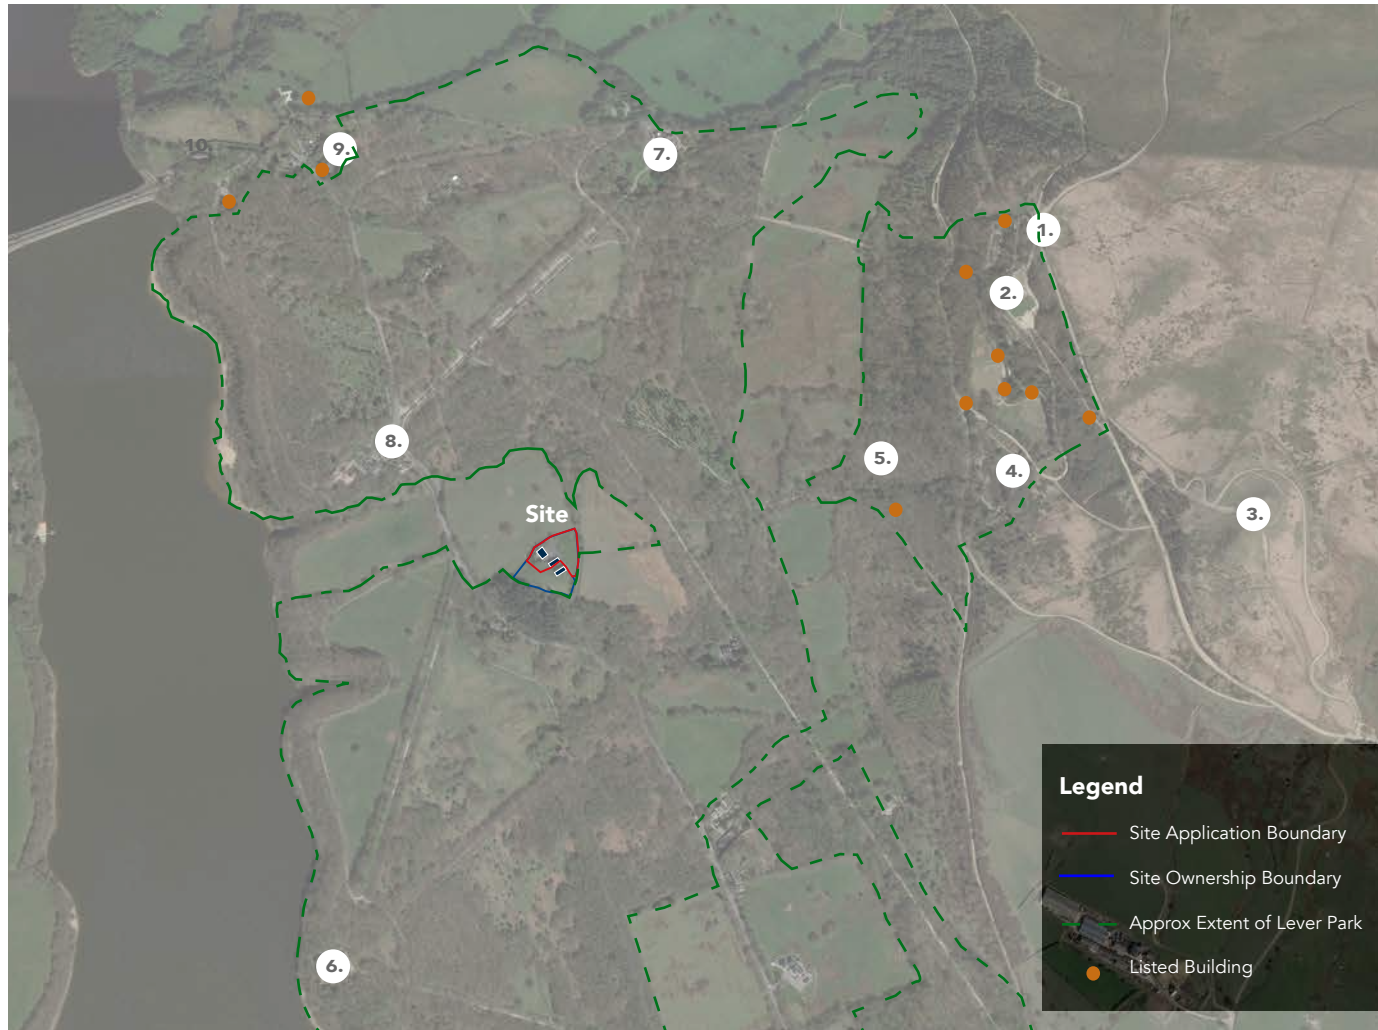 10.
9.
7.
1.
2.
8.
5.
4.
3.
Site
6.
Legend
Site Application Boundary
Site Ownership Boundary
Approx Extent of Lever Park
Listed Building